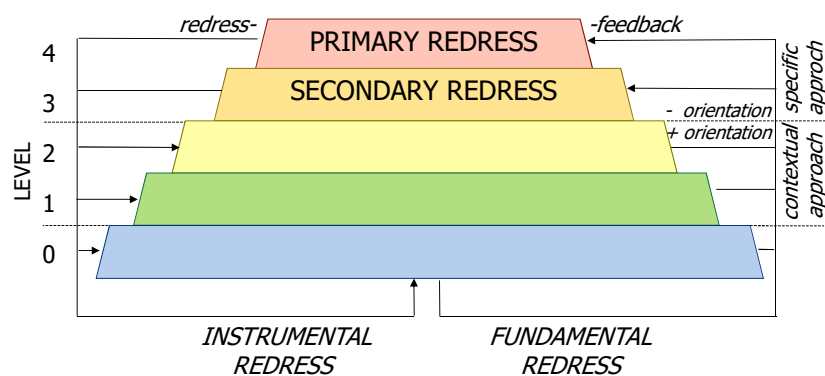 redress-
PRIMARY REDRESS
-feedback
4
SECONDARY REDRESS
3
- orientation
+ orientation
2
1
0
LEVEL
specific
approch
contextual
approach
INSTRUMENTAL
REDRESS
FUNDAMENTAL
REDRESS